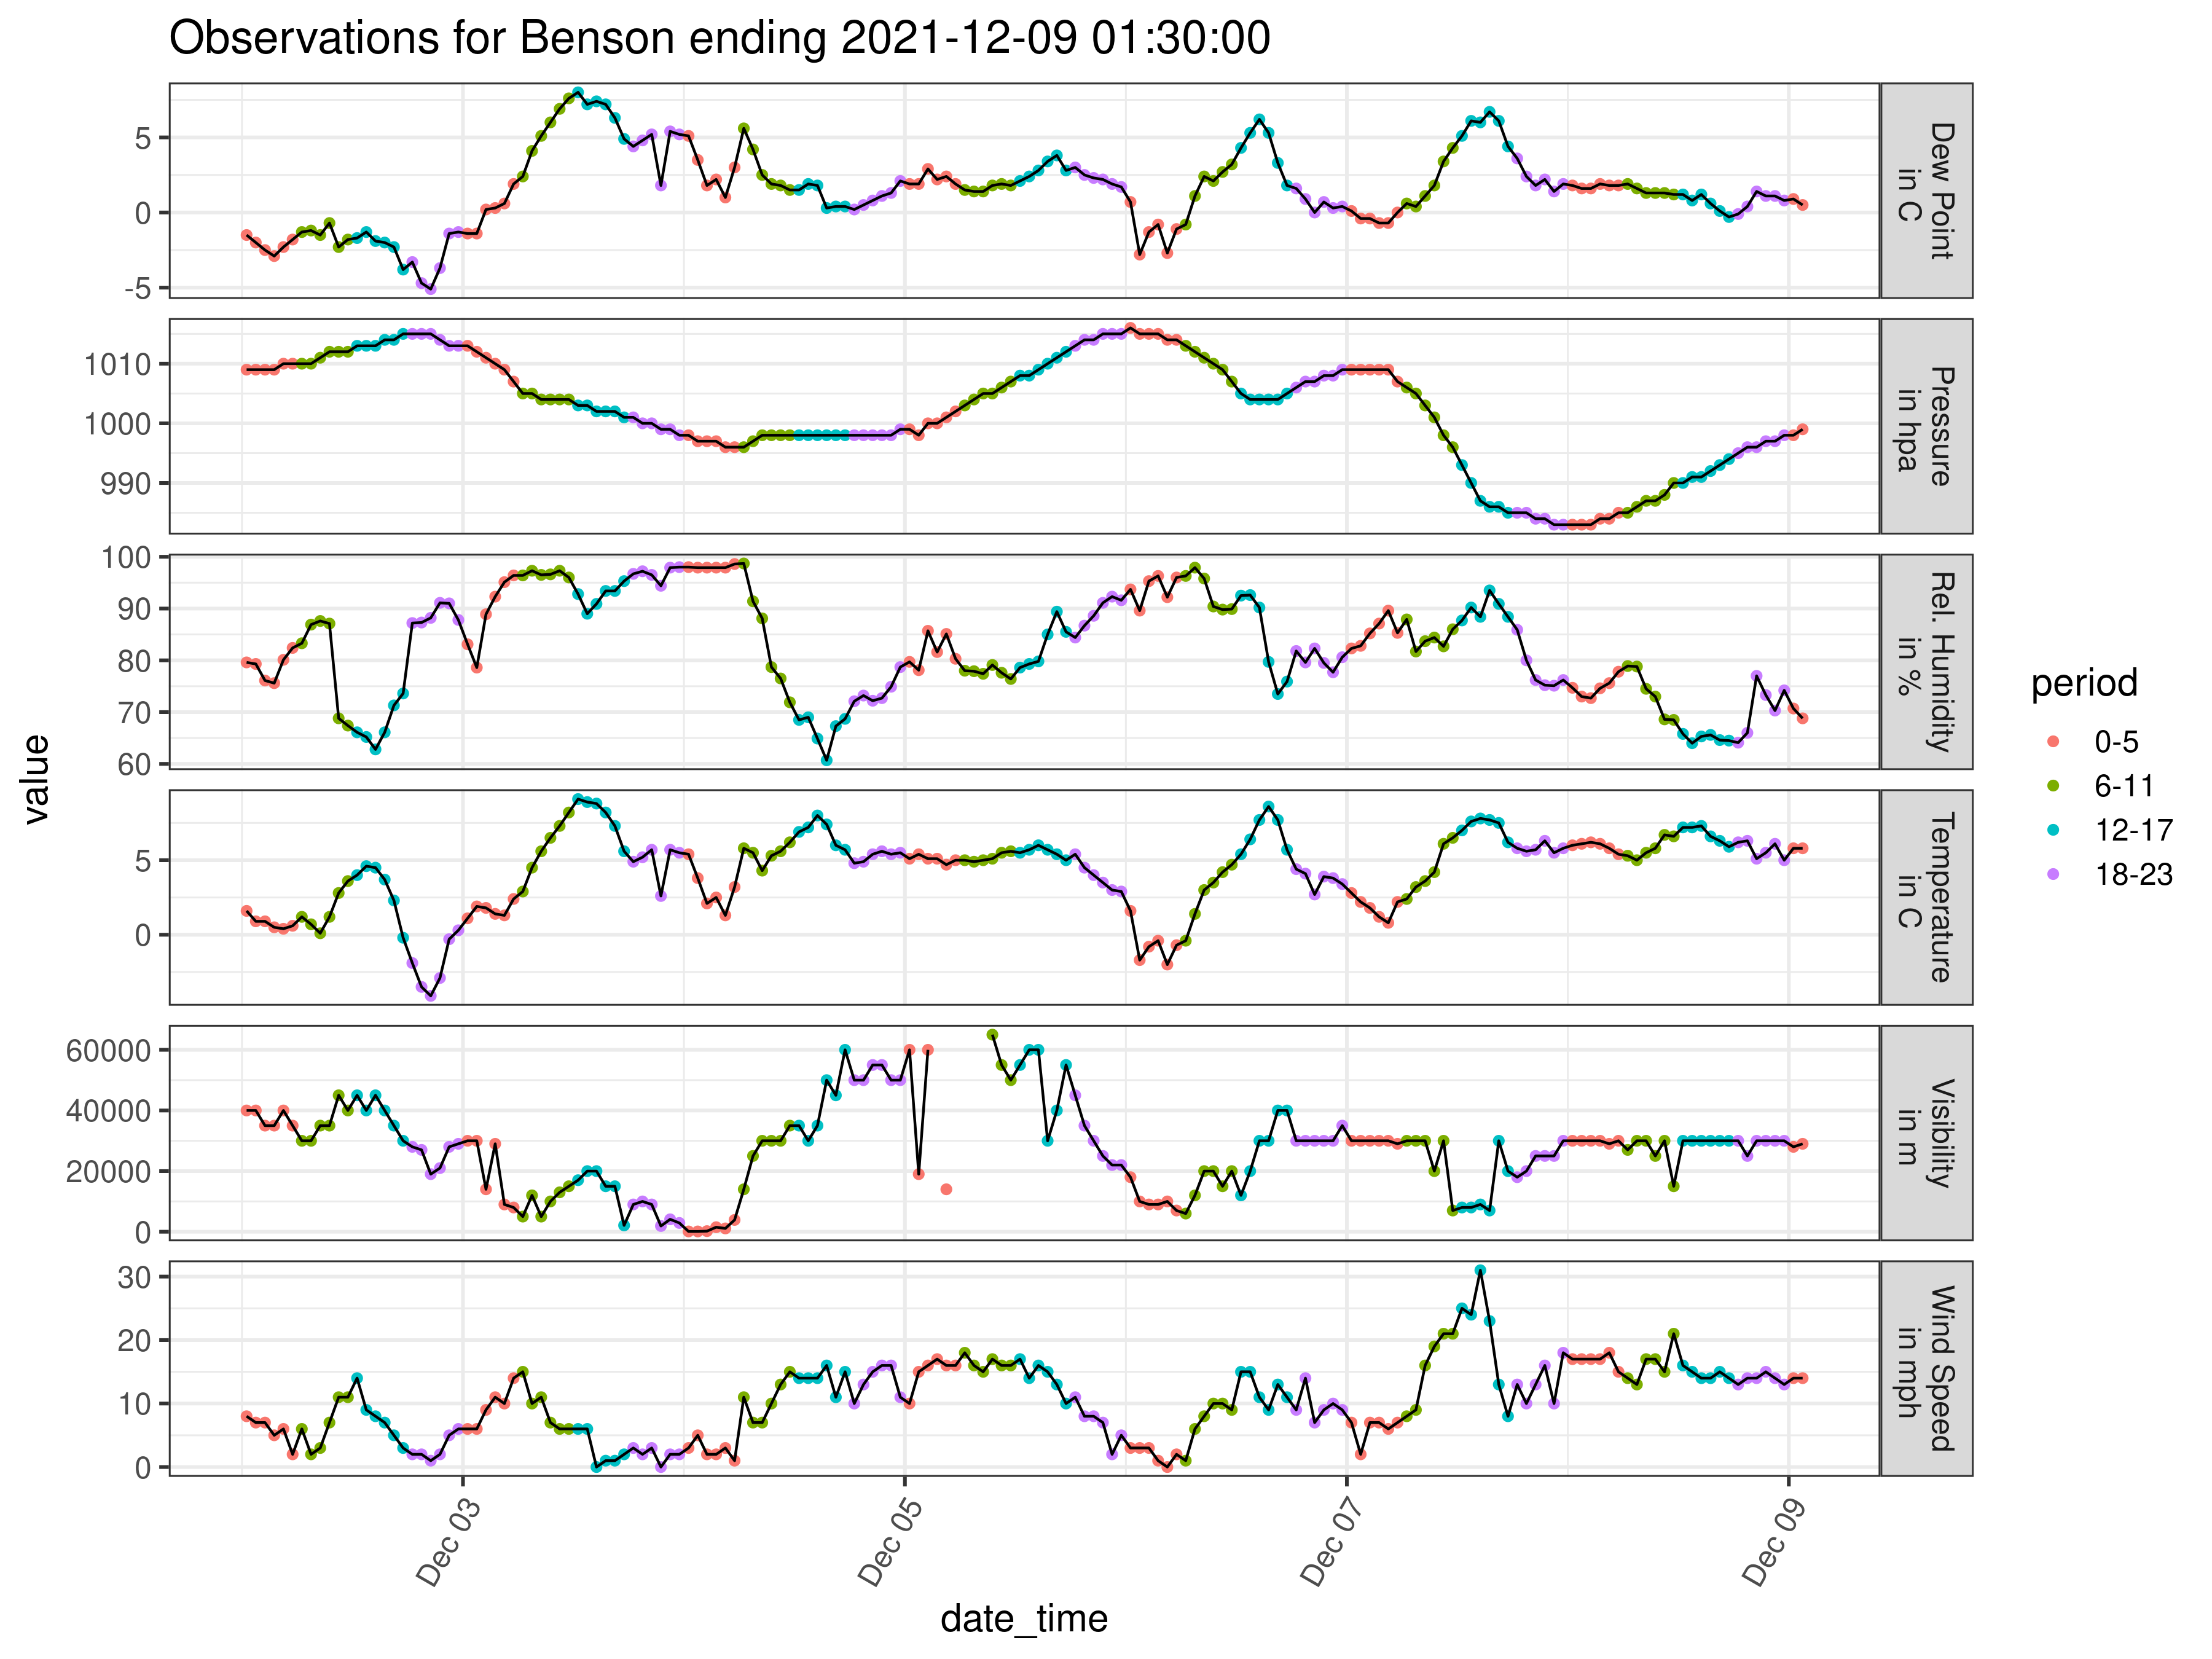 Observations for Benson ending 2021-12-09 01:30:00
5
0
-5
Dew Point
in C
1010
1000
990
Pressure
in hpa
100
90
80
70
60
Rel. Humidity
in %
5
0
Temperature
in C
60000
40000
20000
0
Visibility
in m
30
20
10
0
Wind Speed
in mph
value
Dec 03
Dec 05
Dec 07
Dec 09
date_time
period
0-5
6-11
12-17
18-23